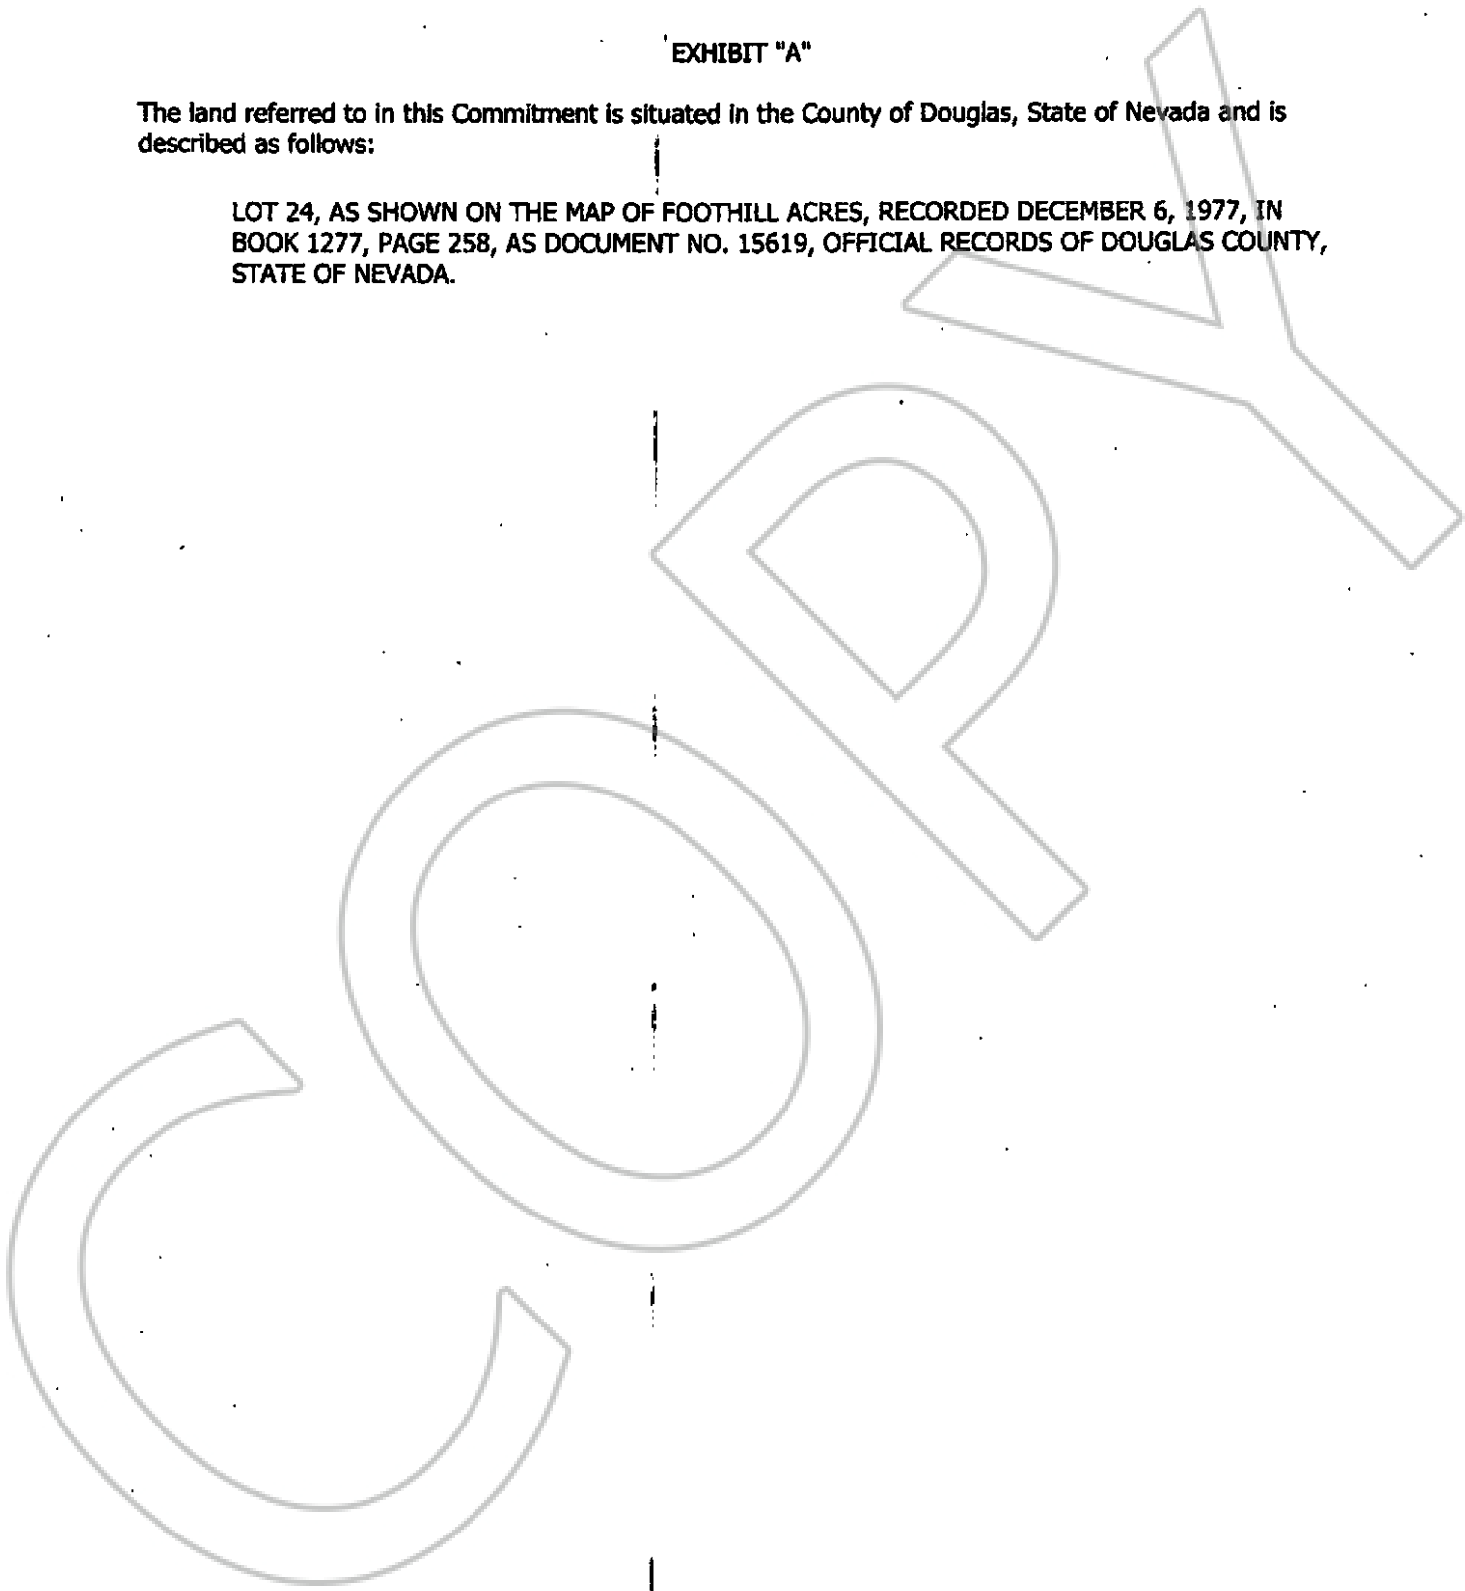 EXHIBIT "A"
The land referred to in this Commitment is situated in the County of Douglas, State of Nevada and is
described as follows:
LOT 24, AS SHOWN ON THE MAP OF FOOTHILL ACRES, RECORDED DECEMBER 6, 1977, IN
BOOK 1277, PAGE 258, AS DOCUMENT NO. 15619, OFFICIAL RECORDS OF DOUGLAS COUNTY,
STATE OF NEVADA.
COPY